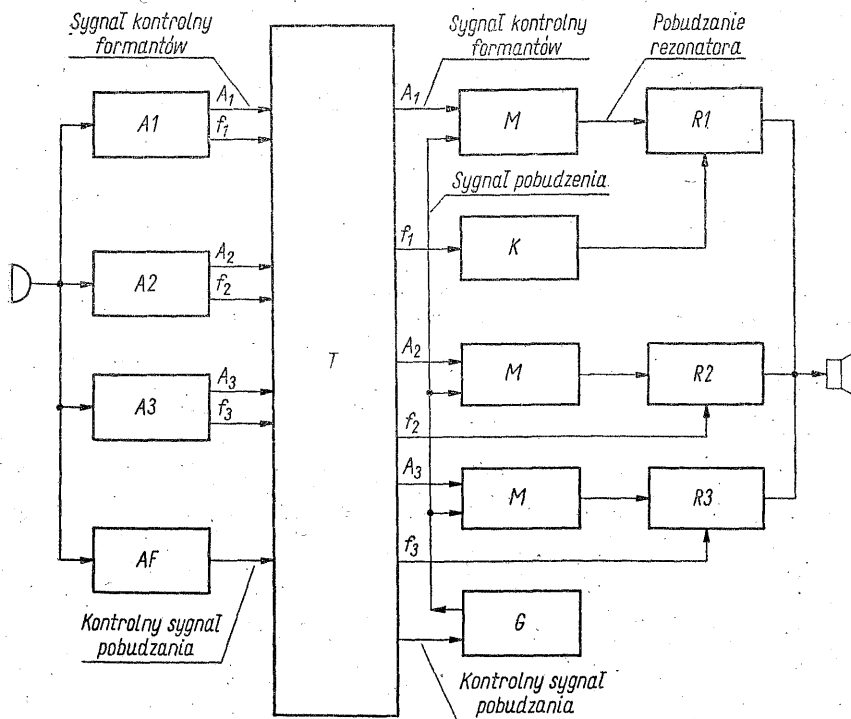 Sygnał kontrolny
formantów
A1
A₁
f₁
A2
A₂
f₂
A3
A₃
f₃
AF
Kontrolny sygnał
pobudzania
T
Sygnał kontrolny
formantów
Pobudzanie
rezonatora
A₁
M
R1
Sygnał pobudzenia
f₁
K
A₂
M
R2
f₂
A₃
M
R3
f₃
G
Kontrolny sygnał
pobudzania